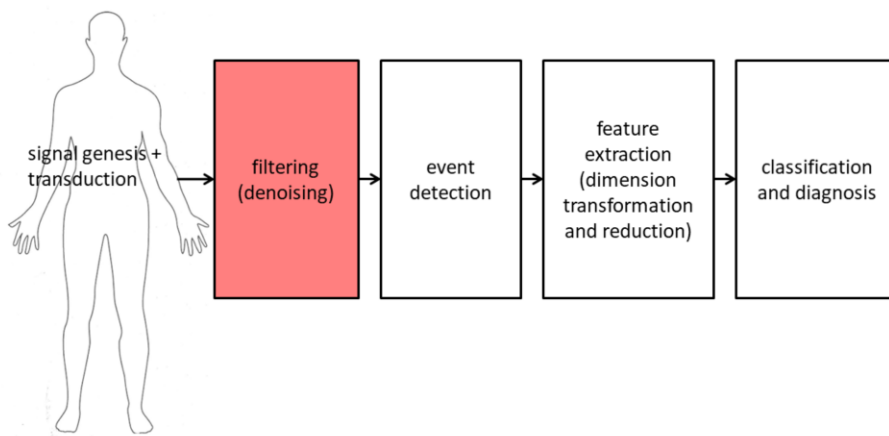 signal genesis +
transduction
filtering
(denoising)
event
detection
feature
extraction
(dimension
transformation
and reduction)
classification
and diagnosis